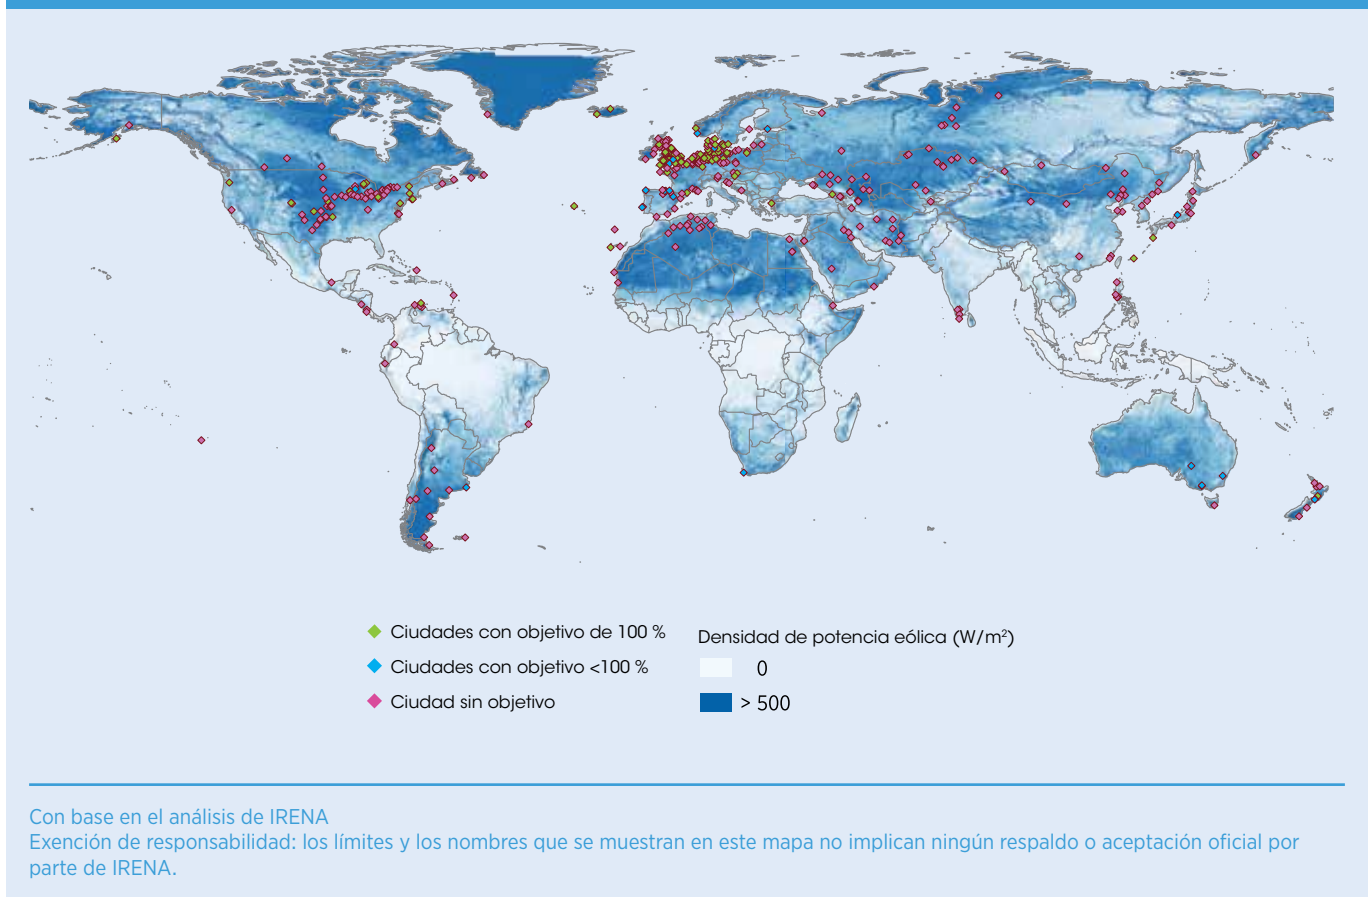 Ciudades con objetivo de 100 %
Ciudades con objetivo <100 %
Ciudad sin objetivo
Densidad de potencia eólica (W/m²)
0
> 500
Con base en el análisis de IRENA
Exención de responsabilidad: los límites y los nombres que se muestran en este mapa no implican ningún respaldo o aceptación oficial por
parte de IRENA.